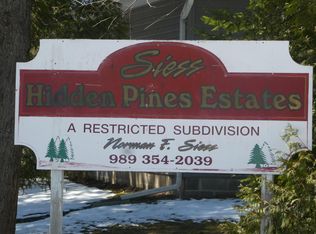 Siess
Hidden Pines Estates
A RESTRICTED SUBDIVISION
Norman F. Siess
989 354-2039